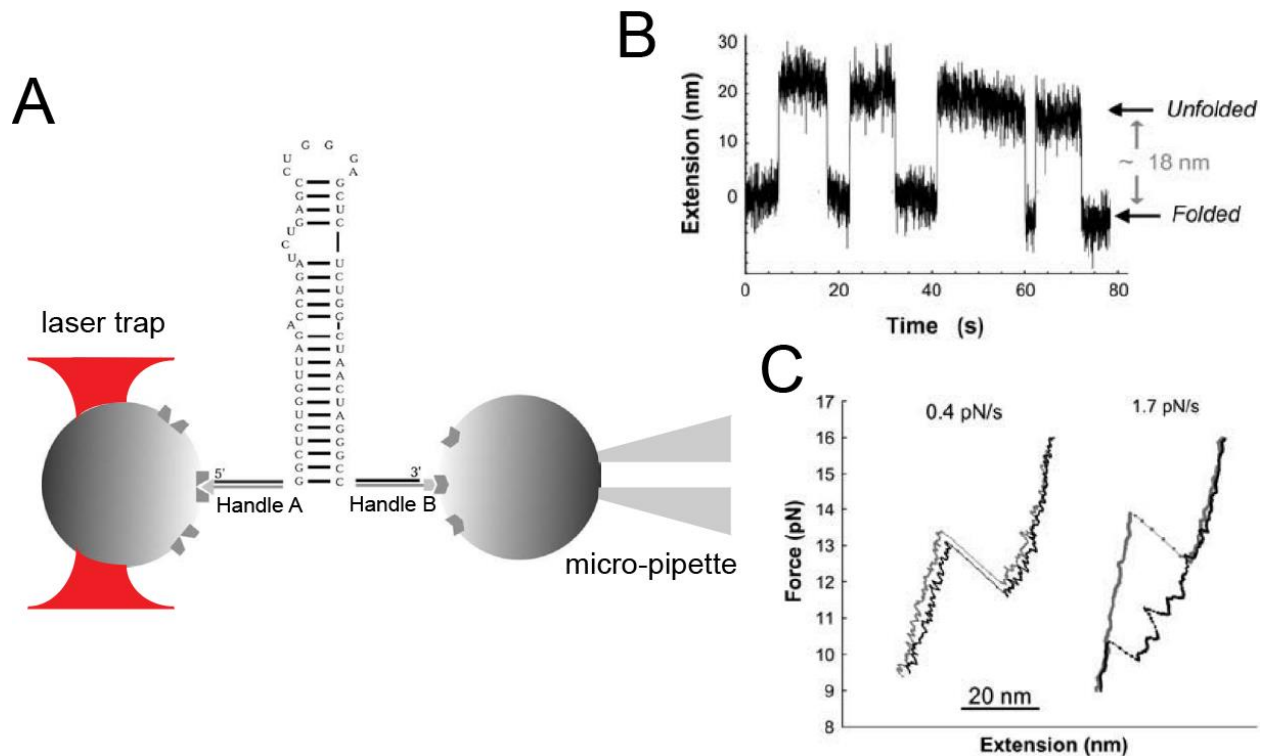 A
B
C
laser trap
micro-pipette
5'
3'
Handle A
Handle B
G G
U G
C A
C G
G C
A U
G C
U
C
U
A U
G C
A U
C G
C G
A
G C
A U
U A
U A
G C
G U
U A
C G
U G
C G
G C
G C
Extension (nm)
30
20
10
0
0 20 40 60 80
Time (s)
Unfolded
~ 18 nm
Folded
Force (pN)
17
16
15
14
13
12
11
10
9
8
0.4 pN/s
1.7 pN/s
20 nm
Extension (nm)